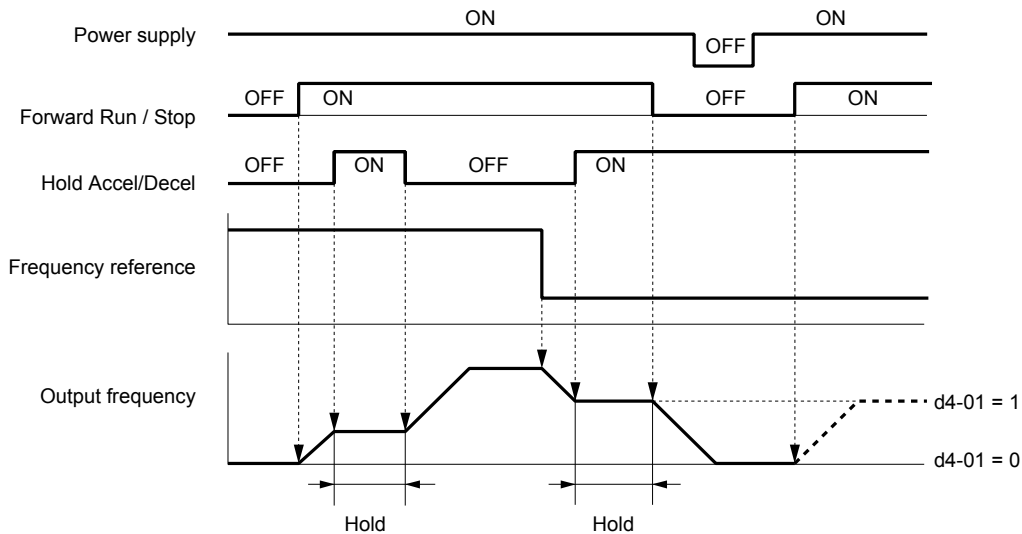 Power supply
ON
OFF
ON
Forward Run / Stop
OFF
ON
OFF
ON
Hold Accel/Decel
OFF
ON
OFF
ON
Frequency reference
Output frequency
d4-01 = 1
d4-01 = 0
Hold
Hold